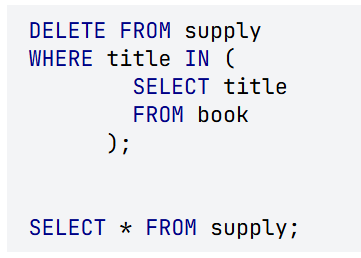 DELETE FROM supply
WHERE title IN (
SELECT title
FROM book
);
SELECT * FROM supply;